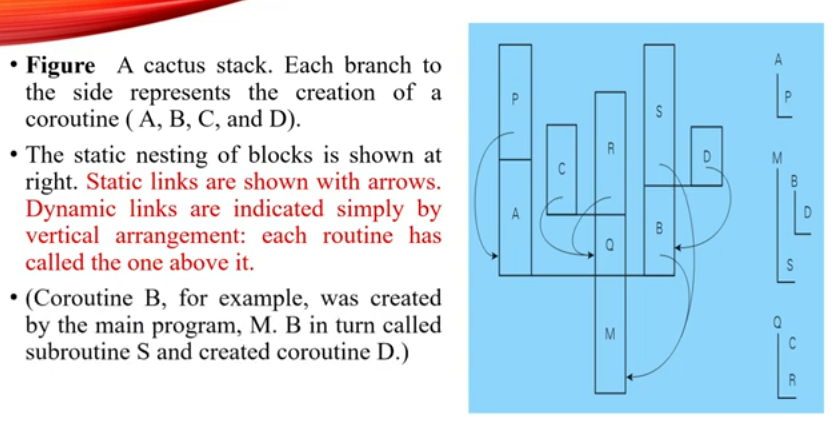 • Figure A cactus stack. Each branch to
the side represents the creation of a
coroutine ( A, B, C, and D).
• The static nesting of blocks is shown at
right. Static links are shown with arrows.
Dynamic links are indicated simply by
vertical arrangement: each routine has
called the one above it.
• (Coroutine B, for example, was created
by the main program, M. B in turn called
subroutine S and created coroutine D.)
P
A
C
R
Q
M
S
B
D
A
P
M
B
D
S
Q
C
R